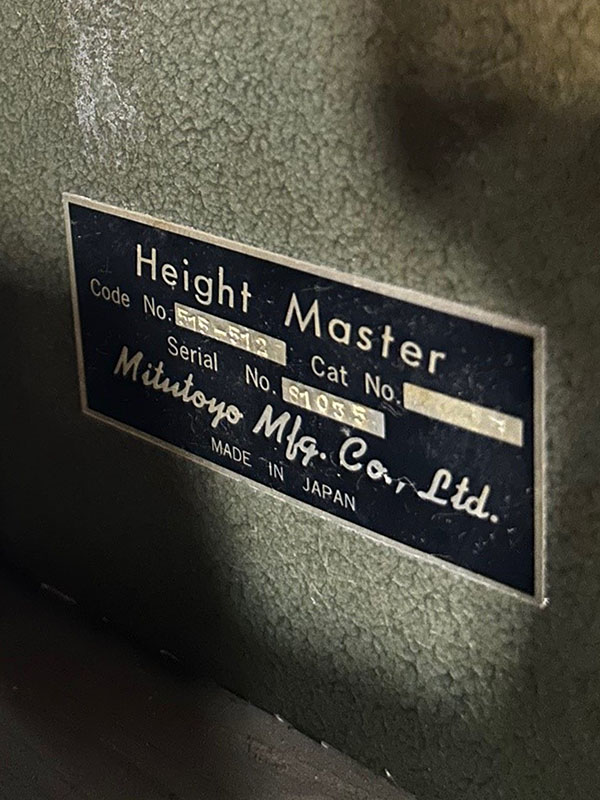 Height Master
Code No. 515-512 Cat No.
Serial No. 61035
Mitutoyo Mfg. Co., Ltd.
MADE IN JAPAN